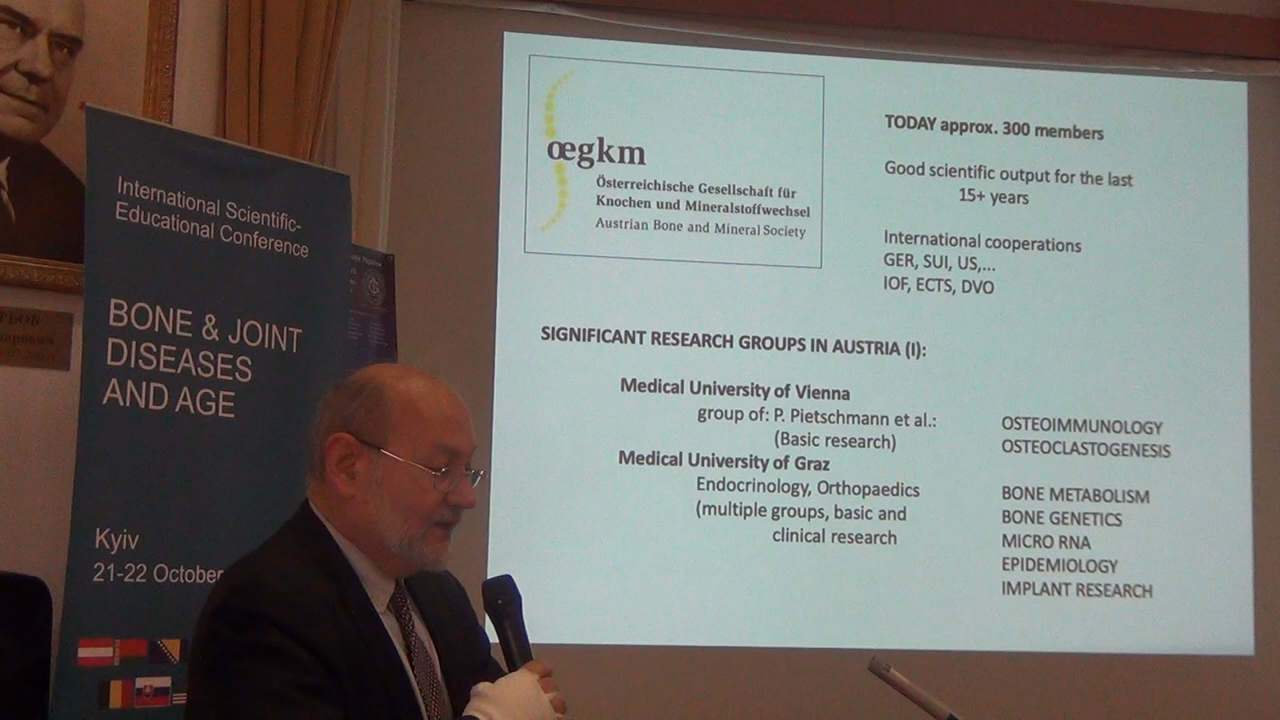 International Scientific-
Educational Conference
BONE & JOINT
DISEASES
AND AGE
Kyiv
21-22 October
œgkm
Österreichische Gesellschaft für
Knochen und Mineralstoffwechsel
Austrian Bone and Mineral Society
TODAY approx. 300 members
Good scientific output for the last
15+ years
International cooperations
GER, SUI, US,...
IOF, ECTS, DVO
SIGNIFICANT RESEARCH GROUPS IN AUSTRIA (I):
Medical University of Vienna
group of: P. Pietschmann et al.:
(Basic research)
OSTEOIMMUNOLOGY
OSTEOCLASTOGENESIS
Medical University of Graz
Endocrinology, Orthopaedics
(multiple groups, basic and
clinical research
BONE METABOLISM
BONE GENETICS
MICRO RNA
EPIDEMIOLOGY
IMPLANT RESEARCH